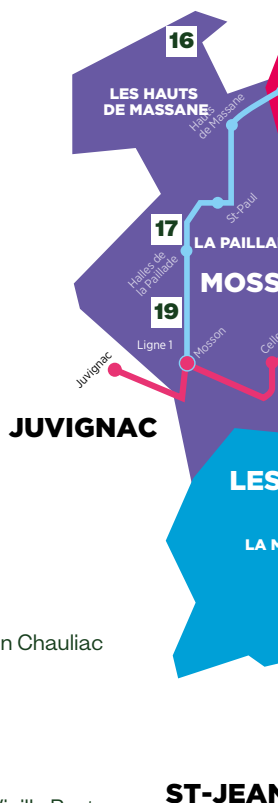 16
LES HAUTS
DE MASSANE
Hauts
de Massane
St-Paul
17
LA PAILLA
Halles de
la Paillade
MOSS
19
Ligne 1
Mosson
Celle
Juvignac
JUVIGNAC
LES
LA
n Chauliac
ST-JEAN